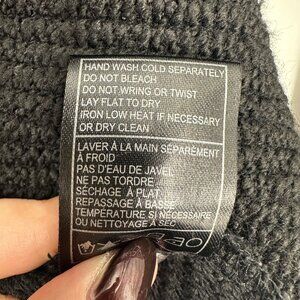 HAND WASH COLD SEPARATELY
DO NOT BLEACH
DO NOT WRING OR TWIST
LAY FLAT TO DRY
IRON LOW HEAT IF NECESSARY
OR DRY CLEAN
LAVER À LA MAIN SÉPARÉMENT
À FROID
PAS D'EAU DE JAVEL
NE PAS TORDRE
SÉCHAGE À PLAT
REPASSAGE À BASSE
TEMPÉRATURE SI NÉCESSAIRE
OU NETTOYAGE À SEC